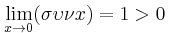 lim_{x→0}(συνx) = 1 > 0